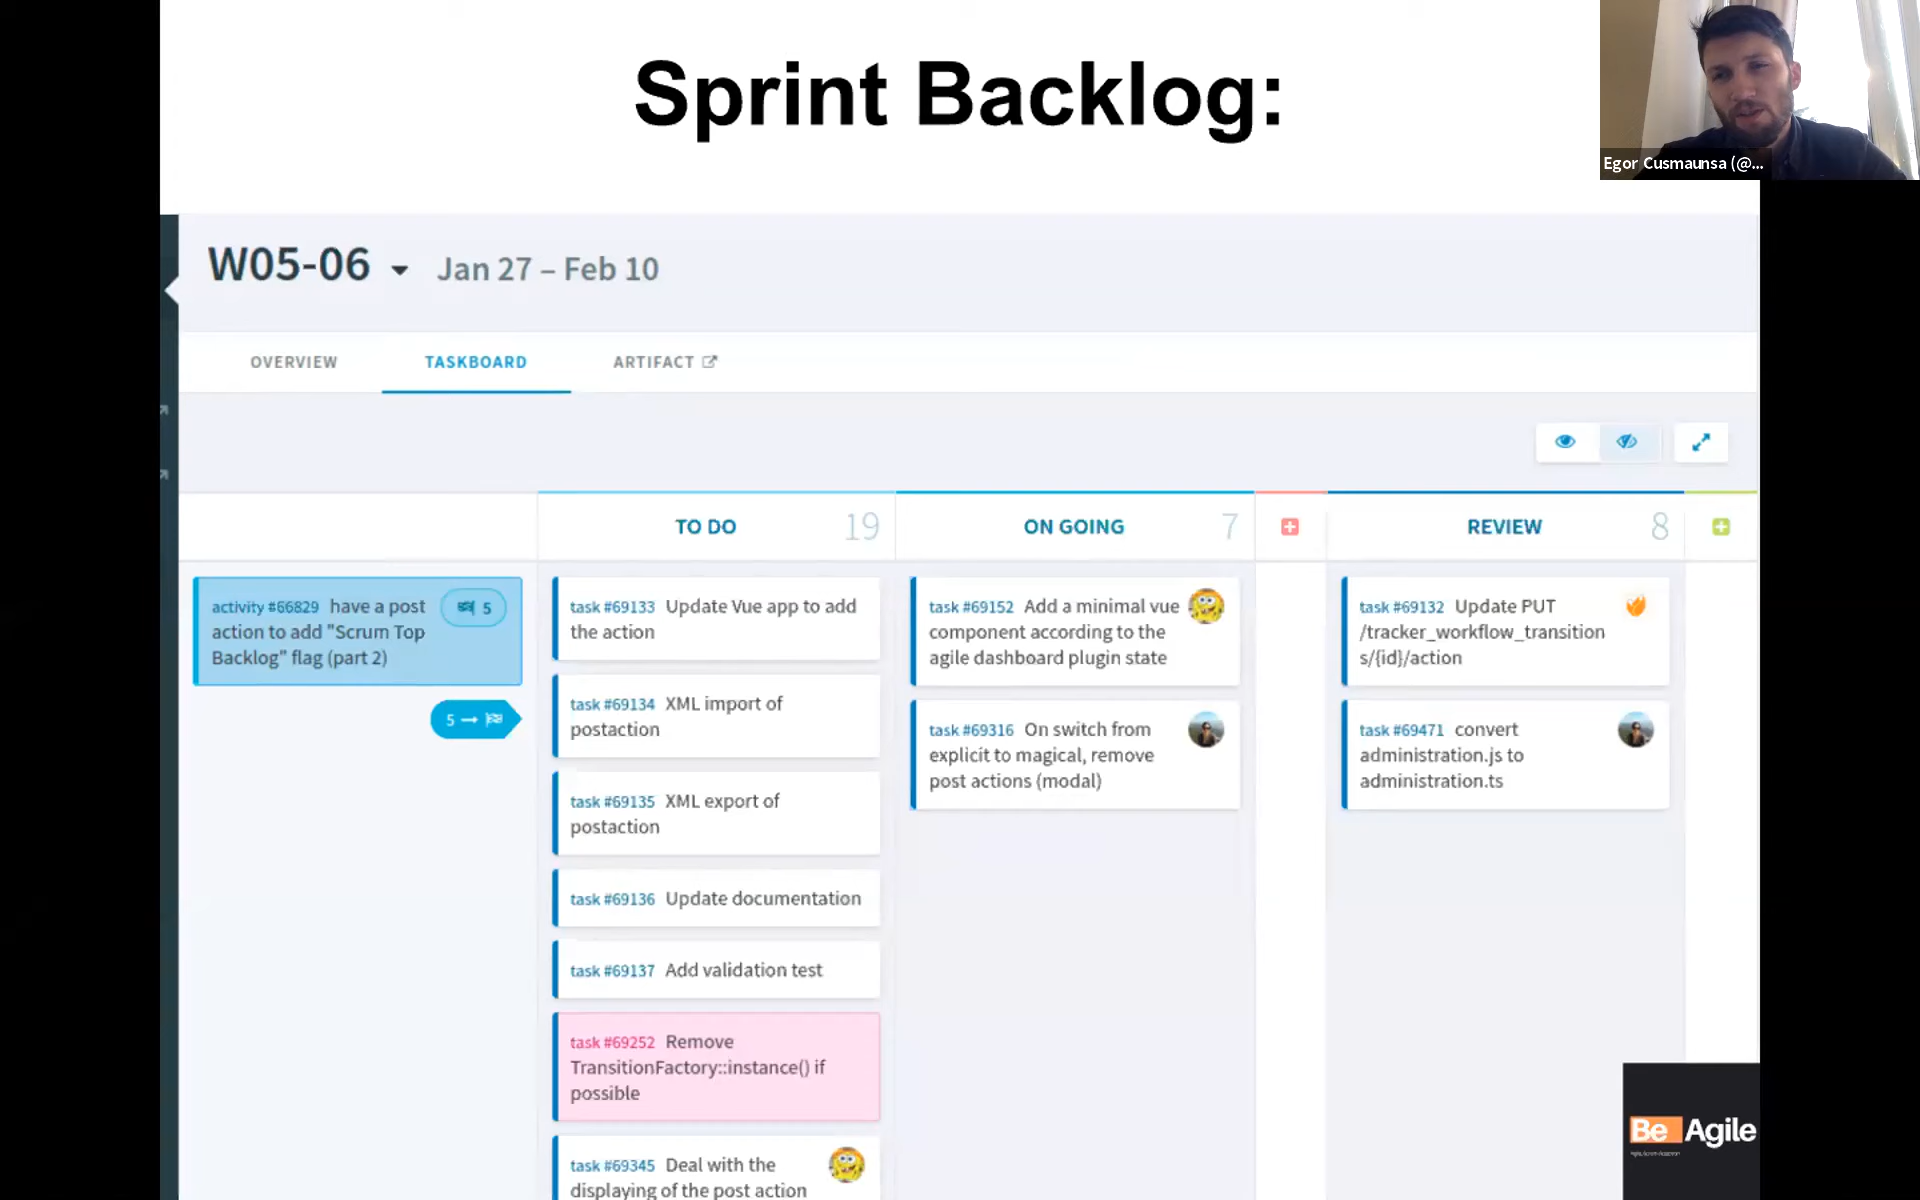 Sprint Backlog:
Egor Cusmaunsa (@...
W05-06
Jan 27 – Feb 10
OVERVIEW
TASKBOARD
ARTIFACT
TO DO
19
ON GOING
7
REVIEW
8
activity #66829 have a post
action to add "Scrum Top
Backlog" flag (part 2)
5
5 →
task #69133 Update Vue app to add
the action
task #69134 XML import of
postaction
task #69135 XML export of
postaction
task #69136 Update documentation
task #69137 Add validation test
task #69252 Remove
TransitionFactory::instance() if
possible
task #69345 Deal with the
displaying of the post action
task #69152 Add a minimal vue
component according to the
agile dashboard plugin state
task #69316 On switch from
explicit to magical, remove
post actions (modal)
task #69132 Update PUT
/tracker_workflow_transition
s/{id}/action
task #69471 convert
administration.js to
administration.ts
Be Agile